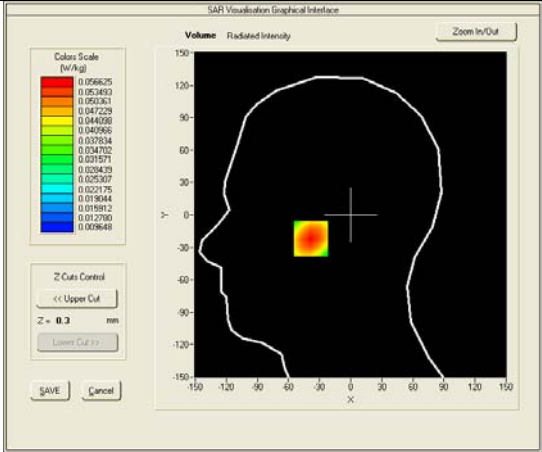 SAR Visualisation Graphical Interface
Volume Radiated Intensity
Zoom In/Out
Colors Scale
(W/kg)
0.056625
0.053493
0.050361
0.047229
0.044098
0.040966
0.037834
0.034702
0.031571
0.028439
0.025307
0.022175
0.019044
0.015912
0.012780
0.009648
Z Cuts Control
<< Upper Cut
Z = 0.3 mm
Lower Cut >>
SAVE Cancel
150-
120-
90-
60-
30-
0-
-30-
-60-
-90-
-120-
-150-
Y
-150 -120 -90 -60 -30 0 30 60 90 120 150
X